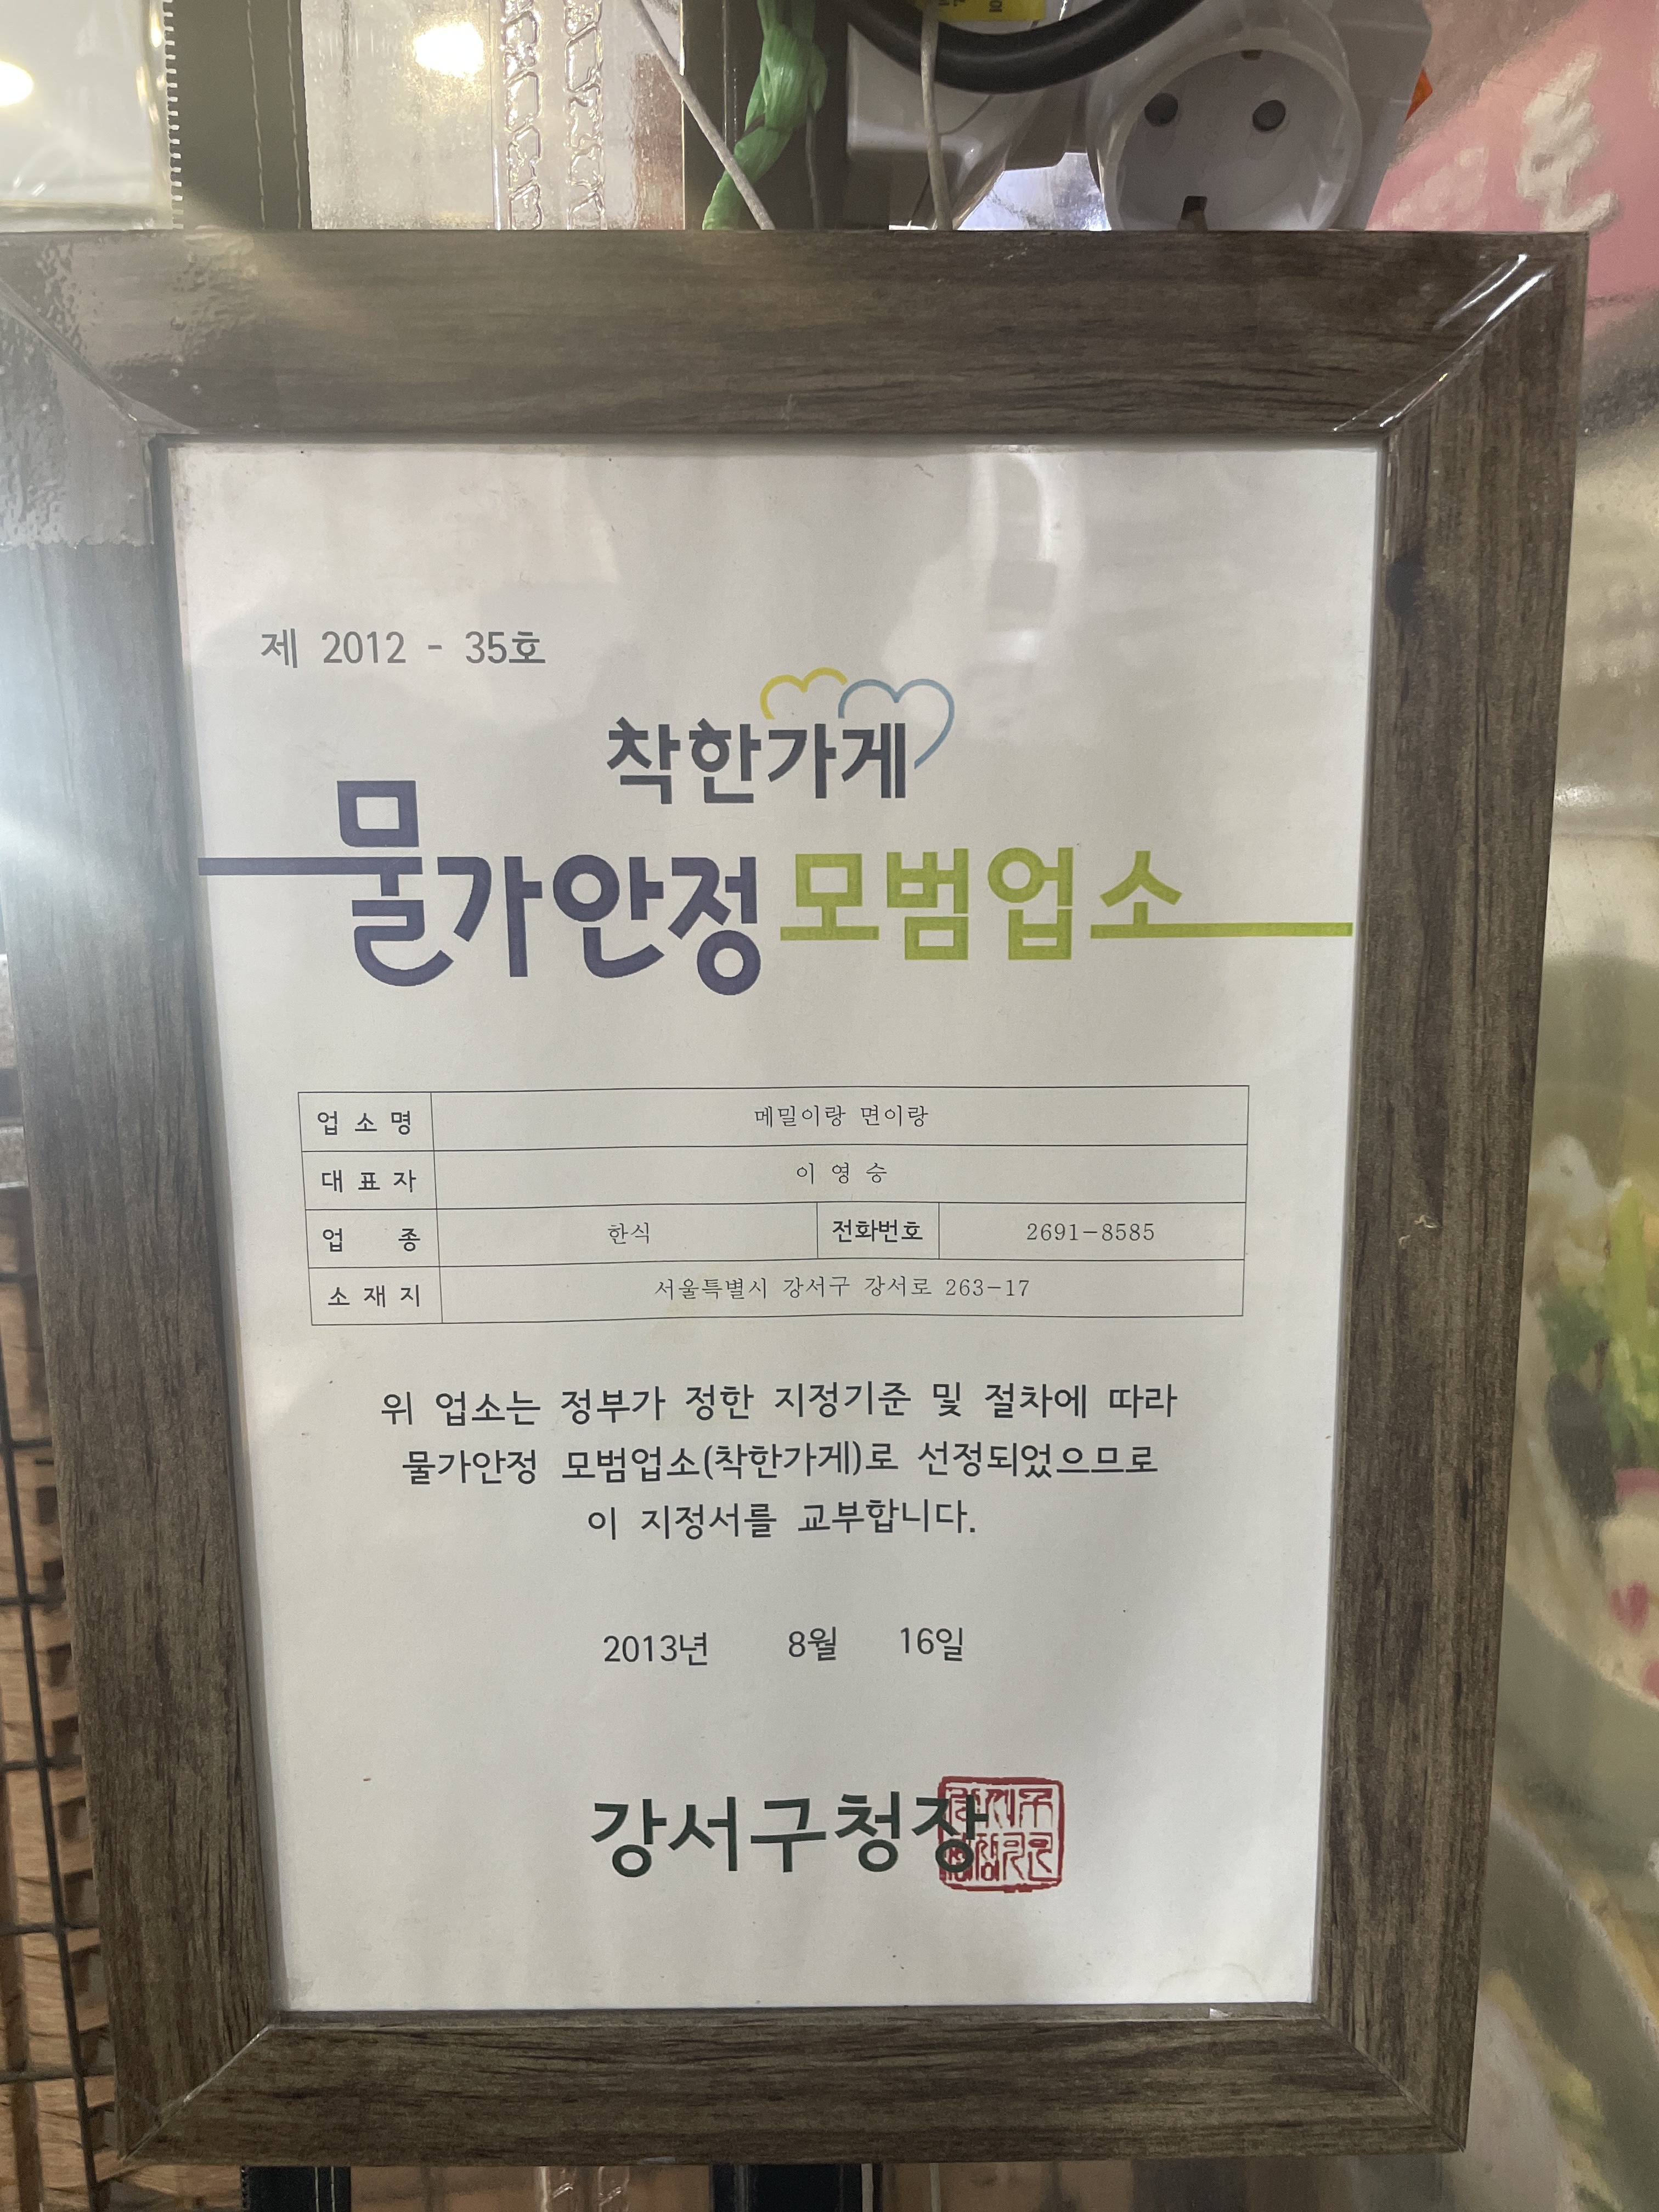 제 2012 - 35호
착한가게
물가안정 모범업소
업 소 명 메밀이랑 면이랑
대 표 자 이 영 승
업 종 한식 전화번호 2691-8585
소 재 지 서울특별시 강서구 강서로 263-17
위 업소는 정부가 정한 지정기준 및 절차에 따라
물가안정 모범업소(착한가게)로 선정되었으므로
이 지정서를 교부합니다.
2013년 8월 16일
강서구청장